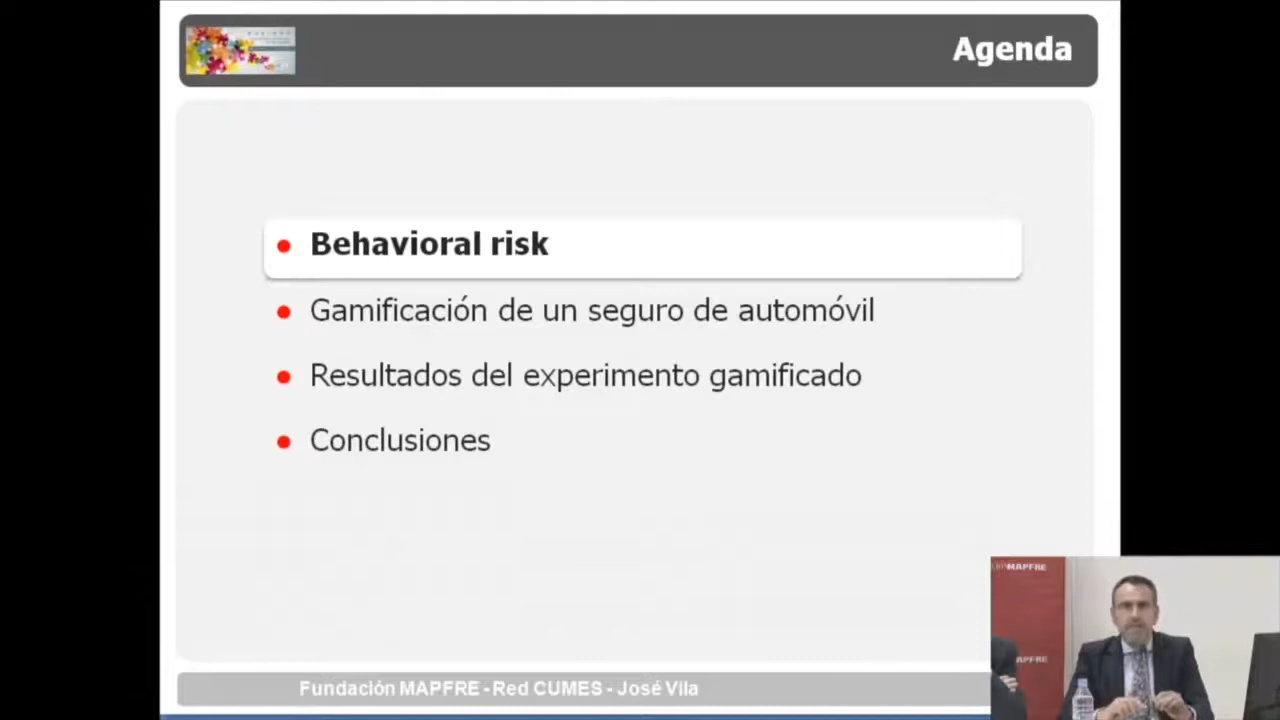 Agenda
Behavioral risk
Gamificación de un seguro de automóvil
Resultados del experimento gamificado
Conclusiones
Fundación MAPFRE - Red CUMES - José Vila
MAPFRE
MAPFRE